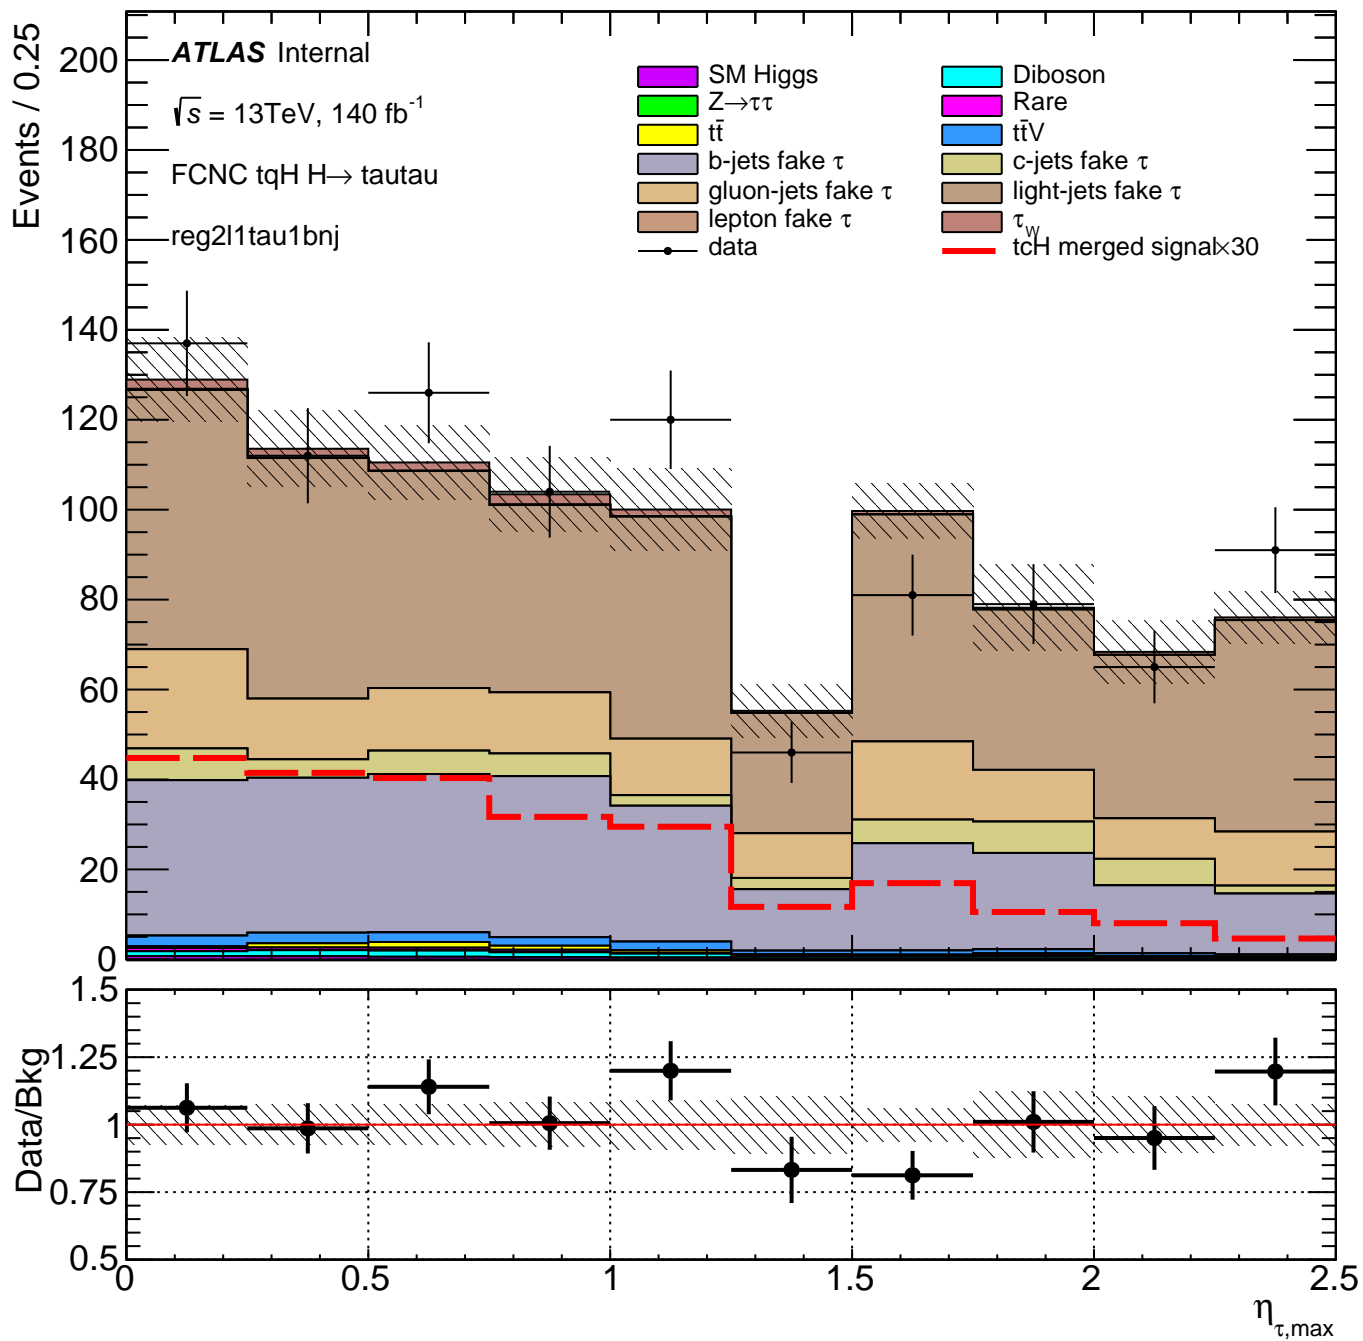 Events / 0.25
ATLAS Internal
√s = 13TeV, 140 fb⁻¹
FCNC tqH H→ tautau
reg2l1tau1bnj
SM Higgs
Diboson
Z→ττ
Rare
tt̄
tt̄V
b-jets fake τ
c-jets fake τ
gluon-jets fake τ
light-jets fake τ
lepton fake τ
τ_W
data
tcH merged signal×30
200
180
160
140
120
100
80
60
40
20
0
Data/Bkg
1.5
1.25
1
0.75
0.5
0 0.5 1 1.5 2 2.5
η_τ,max